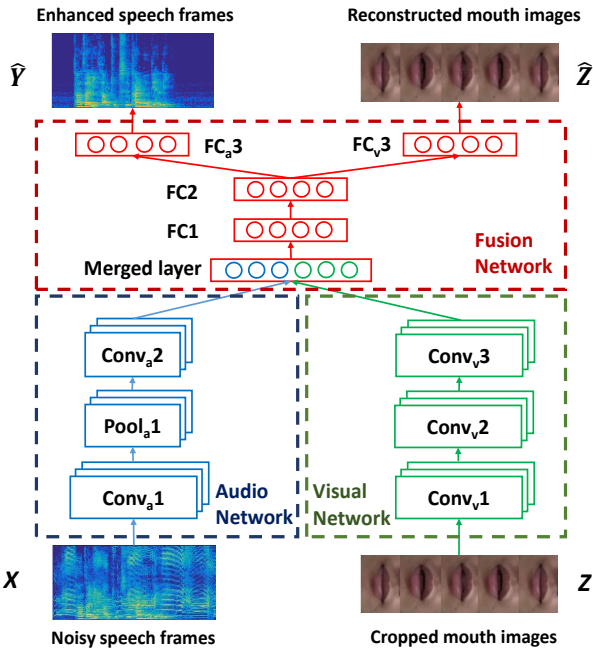 Enhanced speech frames
Reconstructed mouth images
Ŷ
Ẑ
FCa3
FCv3
FC2
FC1
Merged layer
Fusion
Network
Conva2
Poola1
Conva1
Audio
Network
Convv3
Convv2
Convv1
Visual
Network
X
Z
Noisy speech frames
Cropped mouth images